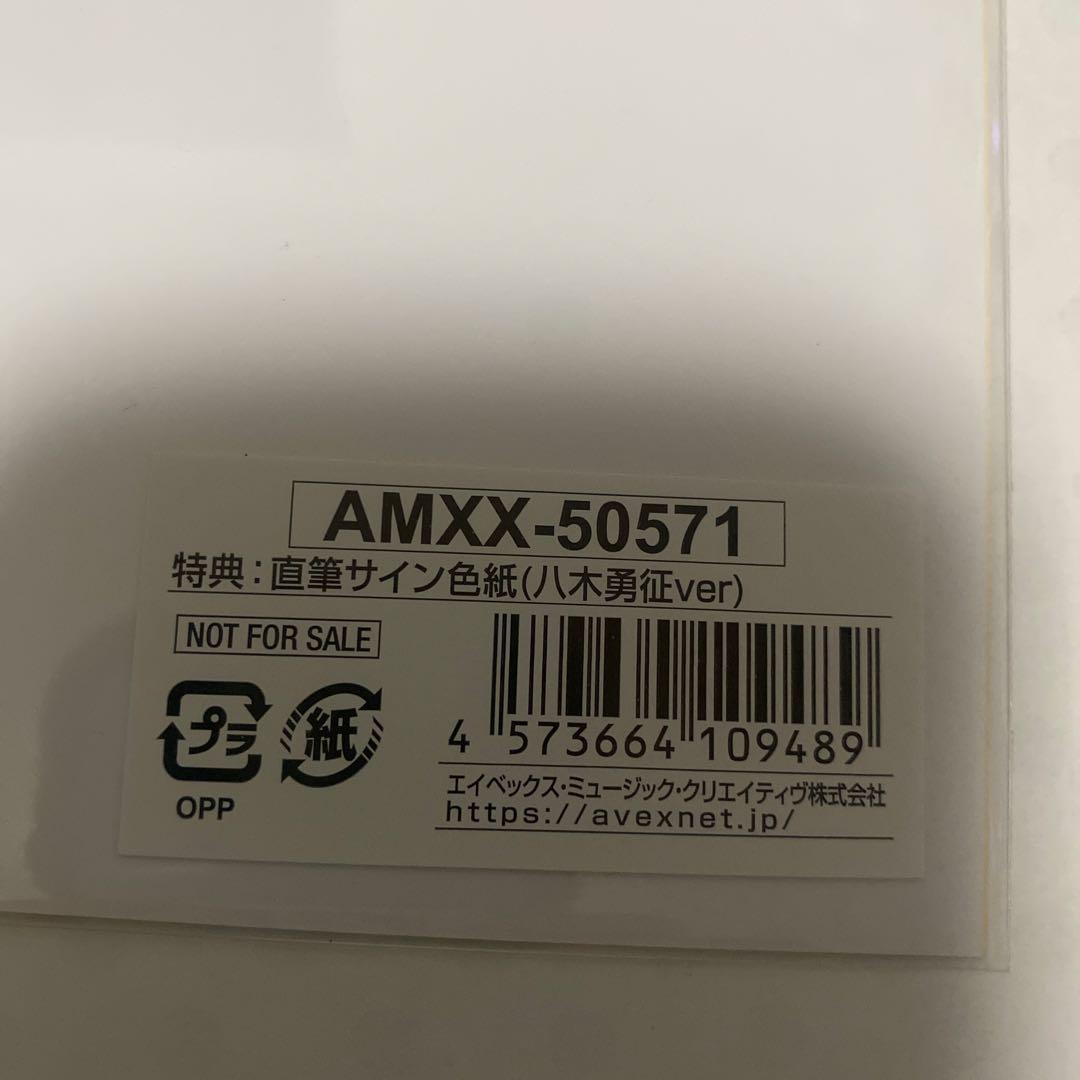 AMXX-50571
特典：直筆サイン色紙(八木勇征ver)
NOT FOR SALE
プラ
紙
OPP
4 573664 109489
エイベックス・ミュージック・クリエイティヴ株式会社
https://avexnet.jp/